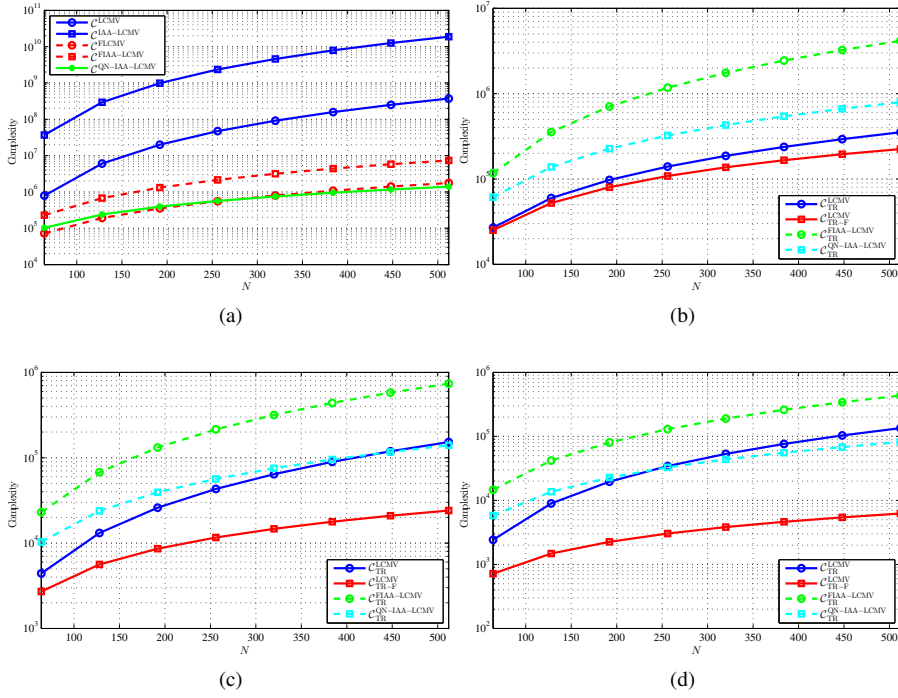 10^11
10^10
10^9
10^8
10^7
10^6
10^5
10^4
Complexity
C^LCMV
C^IAA−LCMV
C^FLCMV
C^FIAA−LCMV
C^QN−IAA−LCMV
100 150 200 250 300 350 400 450 500
N
(a)
10^7
10^6
10^5
10^4
Complexity
C_TR^LCMV
C_TR−F^LCMV
C_TR^FIAA−LCMV
C_TR^QN−IAA−LCMV
100 150 200 250 300 350 400 450 500
N
(b)
10^6
10^5
10^4
10^3
Complexity
C_TR^LCMV
C_TR−F^LCMV
C_TR^FIAA−LCMV
C_TR^QN−IAA−LCMV
100 150 200 250 300 350 400 450 500
N
(c)
10^6
10^5
10^4
10^3
10^2
Complexity
C_TR^LCMV
C_TR−F^LCMV
C_TR^FIAA−LCMV
C_TR^QN−IAA−LCMV
100 150 200 250 300 350 400 450 500
N
(d)